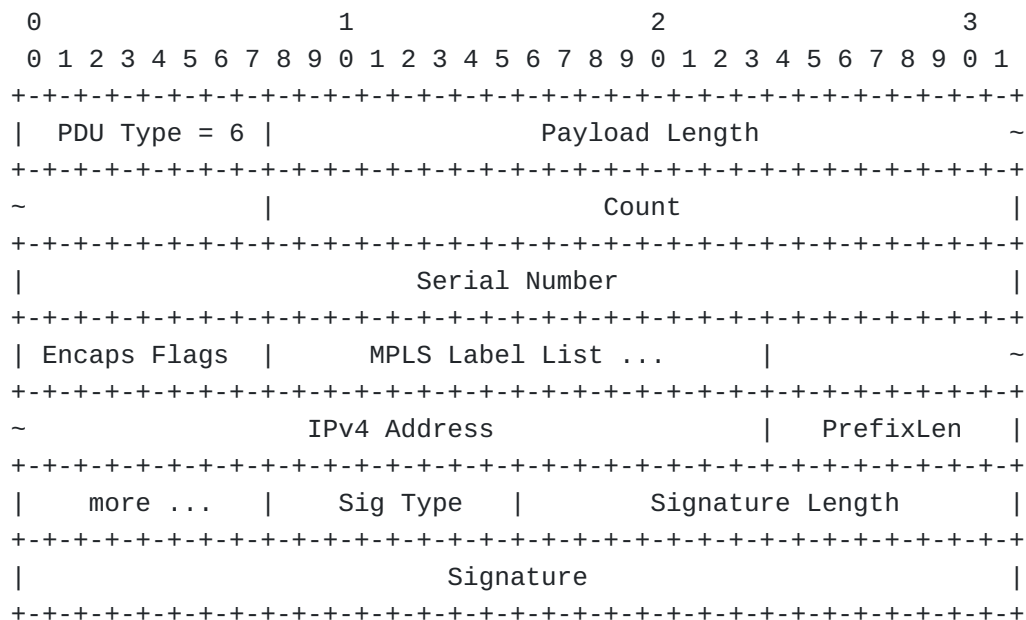 0                   1                   2                   3
 0 1 2 3 4 5 6 7 8 9 0 1 2 3 4 5 6 7 8 9 0 1 2 3 4 5 6 7 8 9 0 1
+-+-+-+-+-+-+-+-+-+-+-+-+-+-+-+-+-+-+-+-+-+-+-+-+-+-+-+-+-+-+-+-+
|  PDU Type = 6 |                 Payload Length                ~
+-+-+-+-+-+-+-+-+-+-+-+-+-+-+-+-+-+-+-+-+-+-+-+-+-+-+-+-+-+-+-+-+
~               |                     Count                     |
+-+-+-+-+-+-+-+-+-+-+-+-+-+-+-+-+-+-+-+-+-+-+-+-+-+-+-+-+-+-+-+-+
|                         Serial Number                         |
+-+-+-+-+-+-+-+-+-+-+-+-+-+-+-+-+-+-+-+-+-+-+-+-+-+-+-+-+-+-+-+-+
| Encaps Flags  |      MPLS Label List ...      |               ~
+-+-+-+-+-+-+-+-+-+-+-+-+-+-+-+-+-+-+-+-+-+-+-+-+-+-+-+-+-+-+-+-+
~                  IPv4 Address                 |   PrefixLen   |
+-+-+-+-+-+-+-+-+-+-+-+-+-+-+-+-+-+-+-+-+-+-+-+-+-+-+-+-+-+-+-+-+
|    more ...   |    Sig Type   |        Signature Length       |
+-+-+-+-+-+-+-+-+-+-+-+-+-+-+-+-+-+-+-+-+-+-+-+-+-+-+-+-+-+-+-+-+
|                           Signature                           |
+-+-+-+-+-+-+-+-+-+-+-+-+-+-+-+-+-+-+-+-+-+-+-+-+-+-+-+-+-+-+-+-+